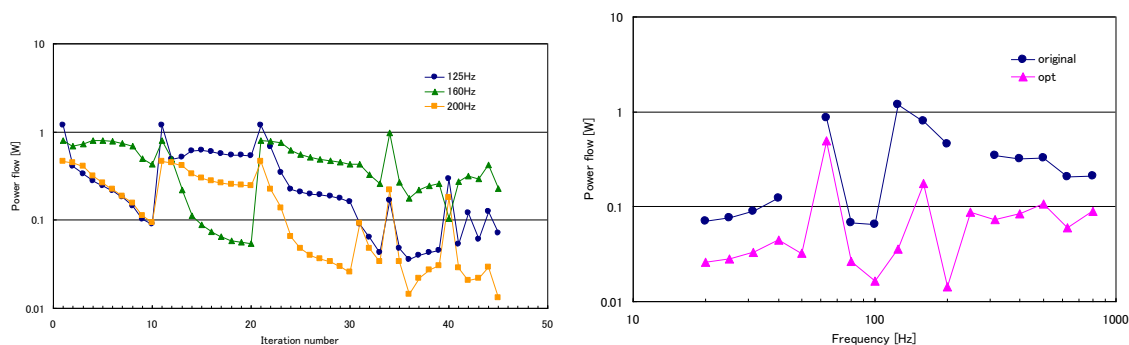 10
1
0.1
0.01
0
10
20
30
40
50
Power flow [W]
Iteration number
125Hz
160Hz
200Hz
10
1
0.1
0.01
10
100
1000
Power flow [W]
Frequency [Hz]
original
opt